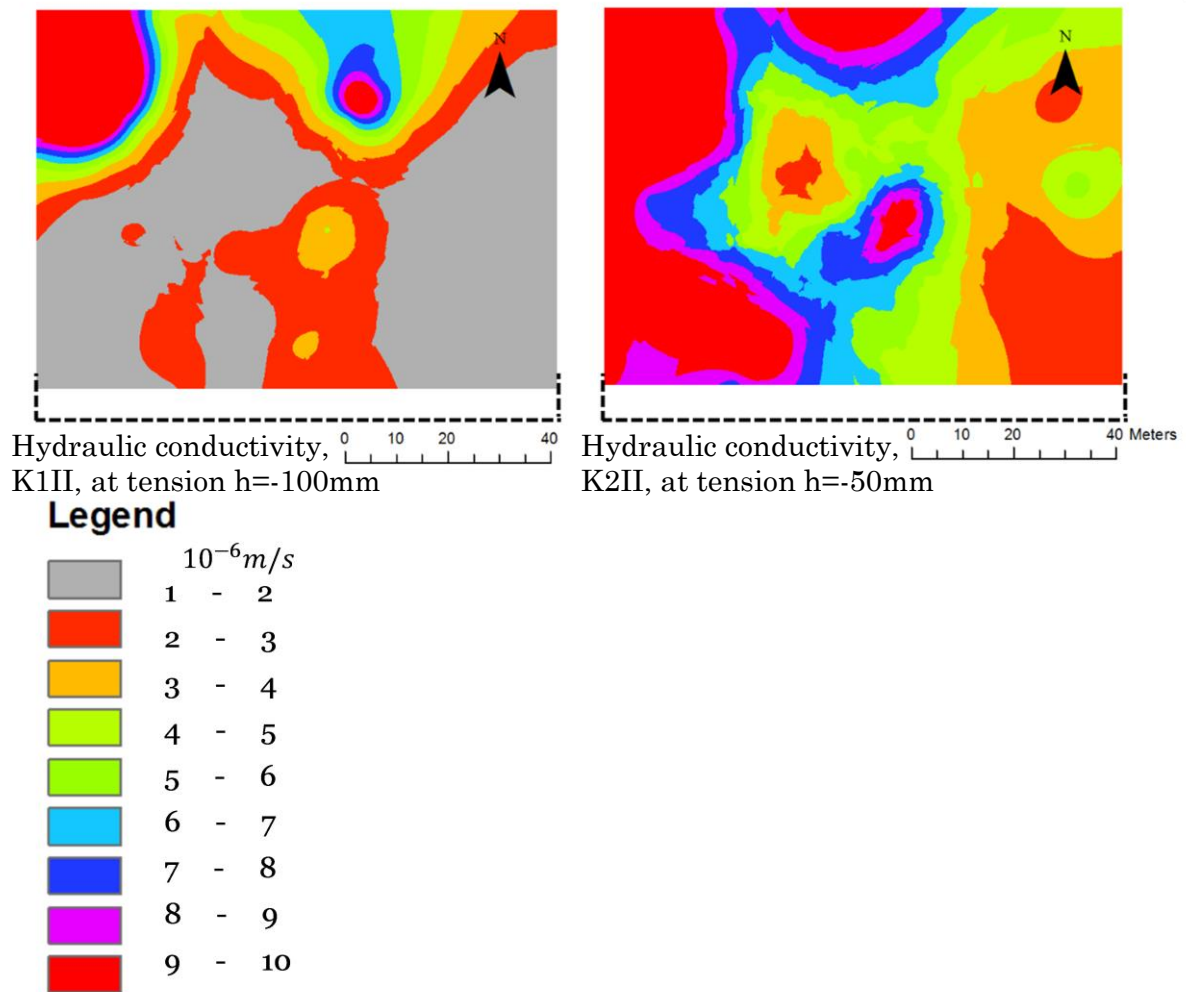 N
N
0 10 20 40
0 10 20 40 Meters
Hydraulic conductivity,
K1II, at tension h=-100mm
Hydraulic conductivity,
K2II, at tension h=-50mm
Legend
10⁻⁶m/s
1 - 2
2 - 3
3 - 4
4 - 5
5 - 6
6 - 7
7 - 8
8 - 9
9 - 10